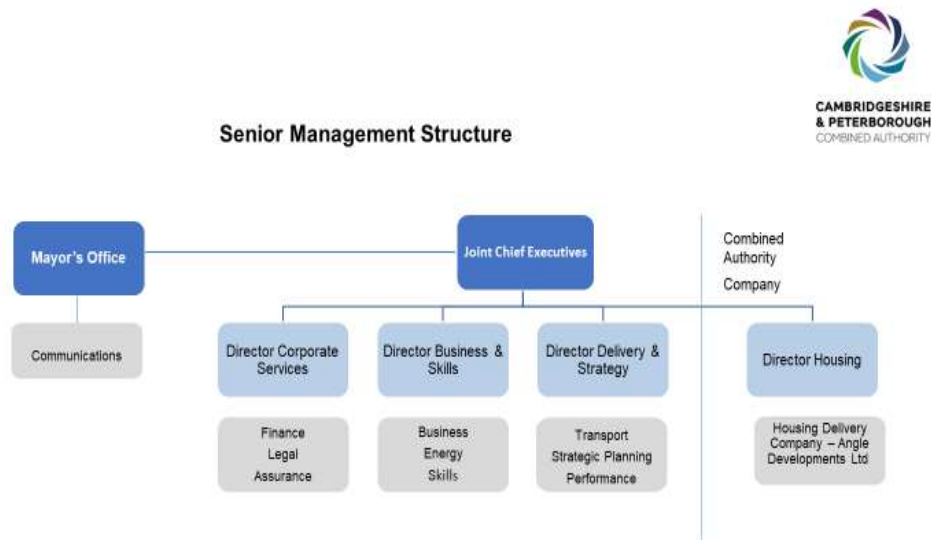 CAMBRIDGESHIRE
& PETERBOROUGH
COMBINED AUTHORITY
Senior Management Structure
Mayor's Office
Joint Chief Executives
Combined
Authority
Company
Communications
Director Corporate
Services
Director Business &
Skills
Director Delivery &
Strategy
Director Housing
Finance
Legal
Assurance
Business
Energy
Skills
Transport
Strategic Planning
Performance
Housing Delivery
Company – Angle
Developments Ltd